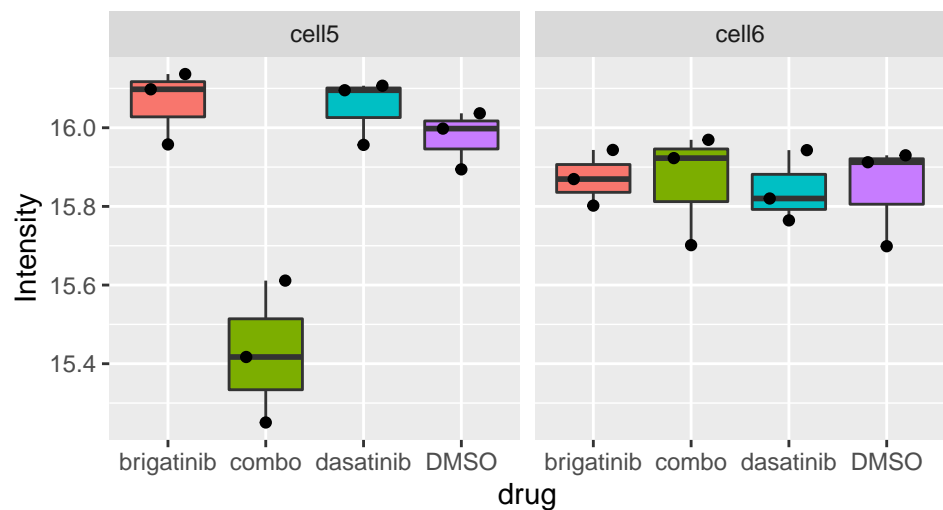 cell5 cell6
Intensity
16.0
15.8
15.6
15.4
brigatinib combo dasatinib DMSO brigatinib combo dasatinib DMSO
drug